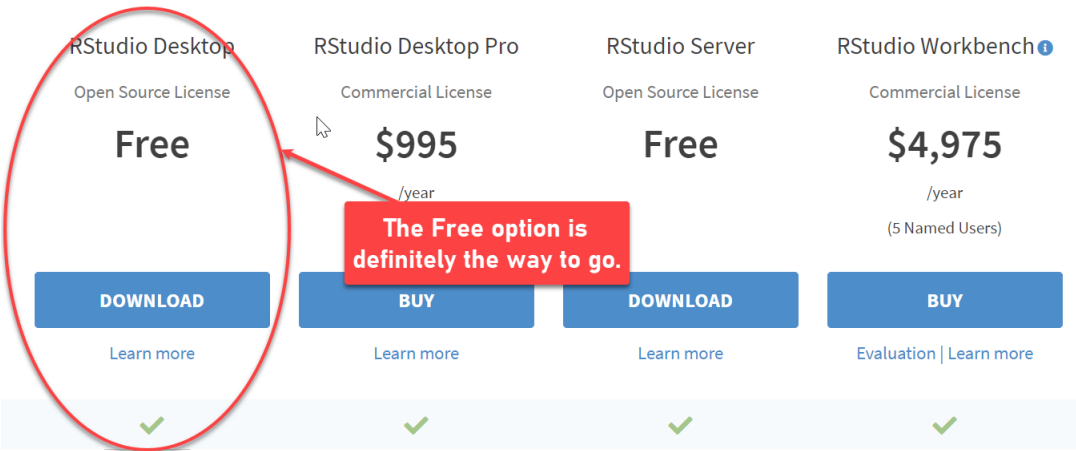 RStudio Desktop
Open Source License
Free
DOWNLOAD
Learn more
RStudio Desktop Pro
Commercial License
$995
/year
The Free option is
definitely the way to go.
BUY
Learn more
RStudio Server
Open Source License
Free
DOWNLOAD
Learn more
RStudio Workbench
Commercial License
$4,975
/year
(5 Named Users)
BUY
Evaluation | Learn more